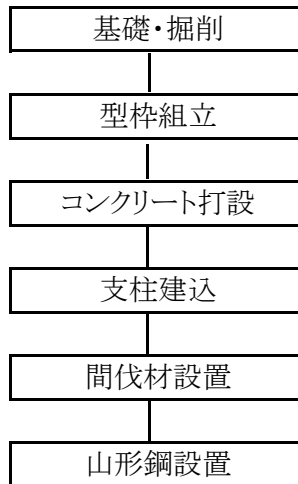 基礎・掘削
型枠組立
コンクリート打設
支柱建込
間伐材設置
山形鋼設置